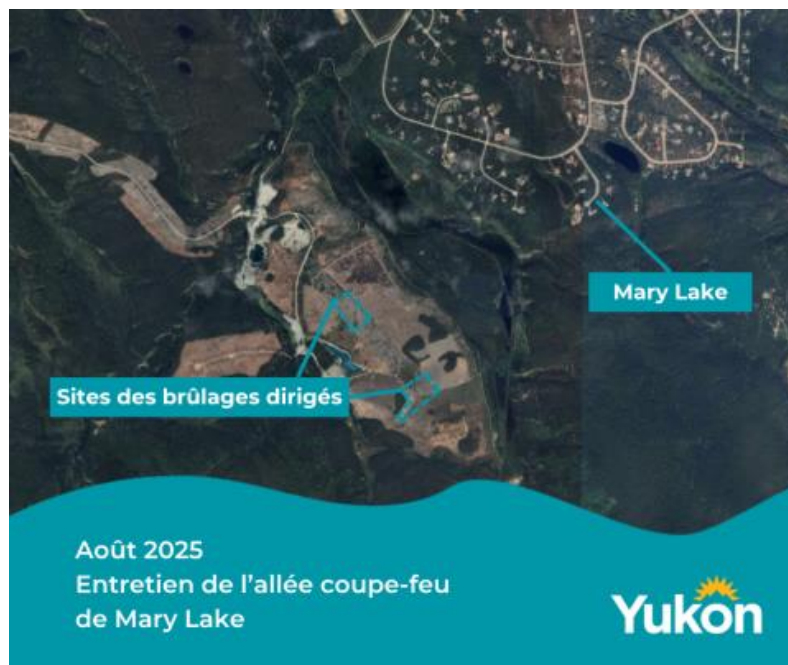 Mary Lake
Sites des brûlages dirigés
Août 2025
Entretien de l'allée coupe-feu
de Mary Lake
Yukon